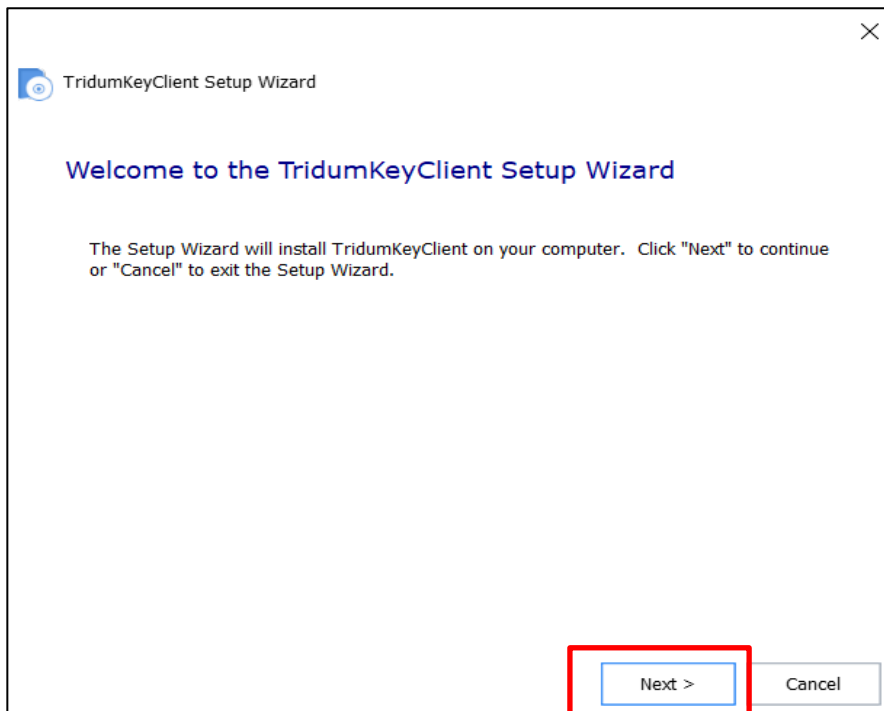 TridumKeyClient Setup Wizard
Welcome to the TridumKeyClient Setup Wizard
The Setup Wizard will install TridumKeyClient on your computer.  Click "Next" to continue
or "Cancel" to exit the Setup Wizard.
Next > Cancel